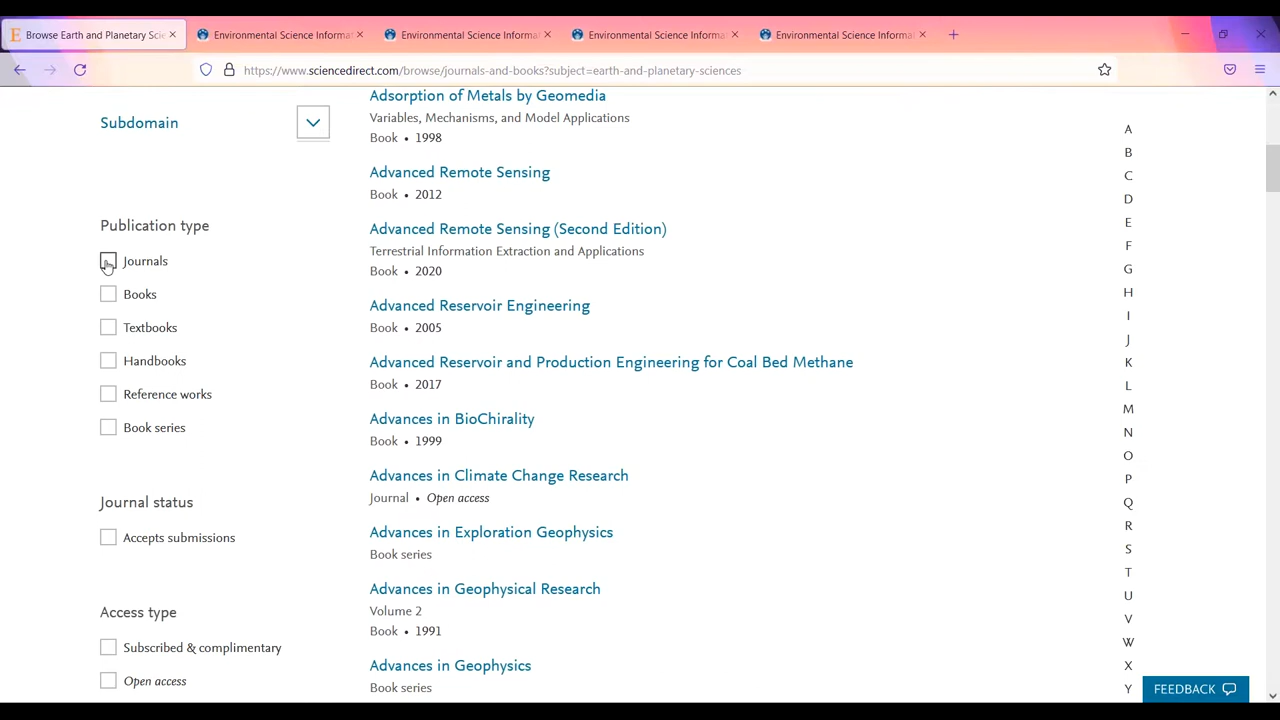 Browse Earth and Planetary Scie
Environmental Science Informat
Environmental Science Informa
Environmental Science Informa
Environmental Science Informat
https://www.sciencedirect.com/browse/journals-and-books?subject=earth-and-planetary-sciences
Subdomain
Publication type
Journals
Books
Textbooks
Handbooks
Reference works
Book series
Journal status
Accepts submissions
Access type
Subscribed & complimentary
Open access
Adsorption of Metals by Geomedia
Variables, Mechanisms, and Model Applications
Book • 1998
Advanced Remote Sensing
Book • 2012
Advanced Remote Sensing (Second Edition)
Terrestrial Information Extraction and Applications
Book • 2020
Advanced Reservoir Engineering
Book • 2005
Advanced Reservoir and Production Engineering for Coal Bed Methane
Book • 2017
Advances in BioChirality
Book • 1999
Advances in Climate Change Research
Journal • Open access
Advances in Exploration Geophysics
Book series
Advances in Geophysical Research
Volume 2
Book • 1991
Advances in Geophysics
Book series
A
B
C
D
E
F
G
H
I
J
K
L
M
N
O
P
Q
R
S
T
U
V
W
X
Y
FEEDBACK